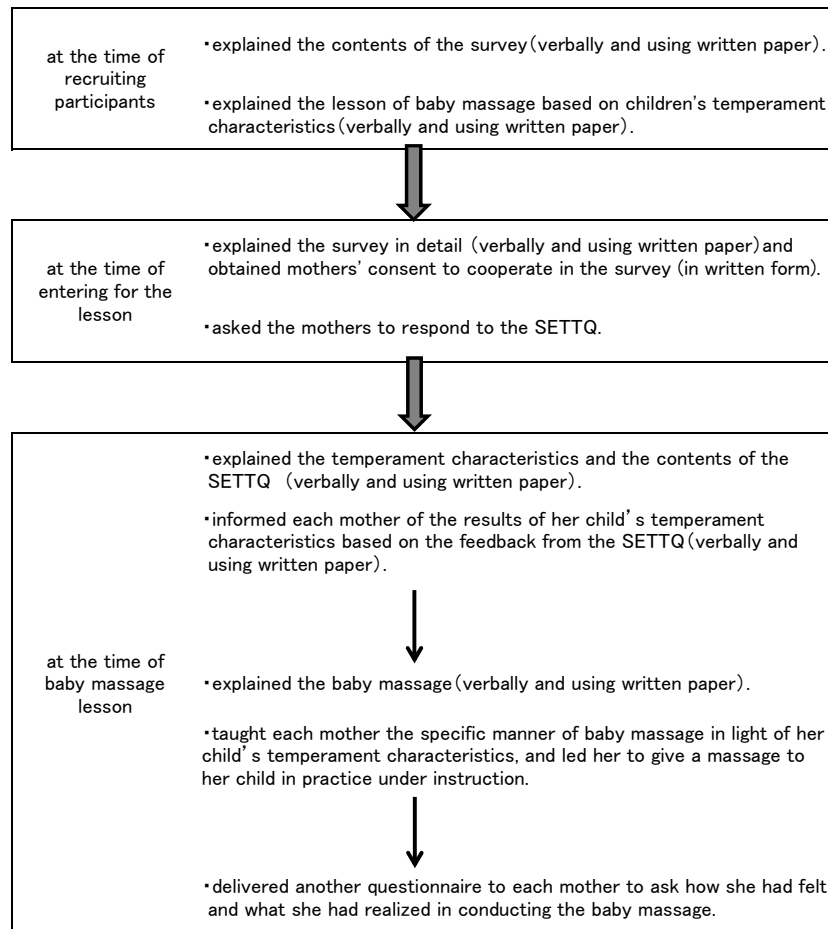 at the time of
recruiting
participants
・explained the contents of the survey(verbally and using written paper).
・explained the lesson of baby massage based on children's temperament
characteristics(verbally and using written paper).
at the time of
entering for the
lesson
・explained the survey in detail (verbally and using written paper)and
obtained mothers' consent to cooperate in the survey (in written form).
・asked the mothers to respond to the SETTQ.
at the time of
baby massage
lesson
・explained the temperament characteristics and the contents of the
SETTQ (verbally and using written paper).
・informed each mother of the results of her child's temperament
characteristics based on the feedback from the SETTQ(verbally and
using written paper).
・explained the baby massage(verbally and using written paper).
・taught each mother the specific manner of baby massage in light of her
child's temperament characteristics, and led her to give a massage to
her child in practice under instruction.
・delivered another questionnaire to each mother to ask how she had felt
and what she had realized in conducting the baby massage.